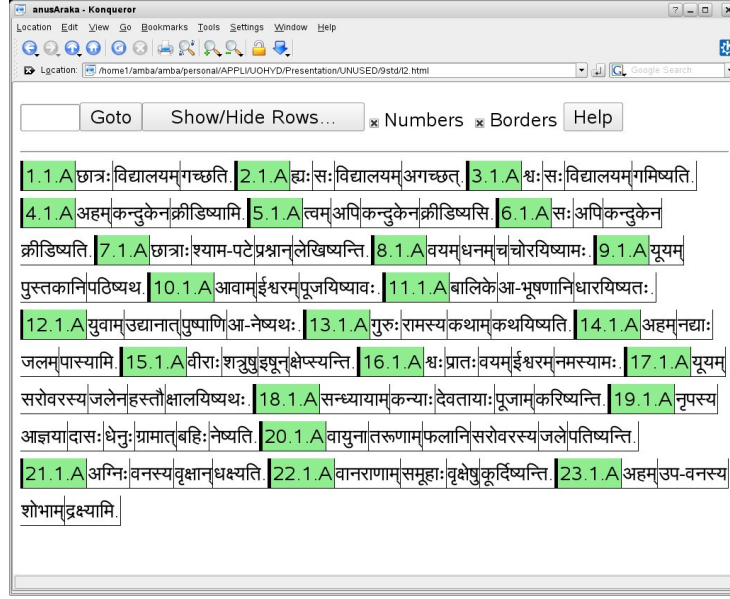 anusAraka - Konqueror
Location Edit View Go Bookmarks Tools Settings Window Help
Location: /home1/amba/amba/personal/APPLI/UOHYD/Presentation/UNUSED/9std/l2.html Google Search
Goto Show/Hide Rows... Numbers Borders Help
1.1.A छात्रः विद्यालयम् गच्छति. 2.1.A ह्यः सः विद्यालयम् अगच्छत्. 3.1.A श्वः सः विद्यालयम् गमिष्यति.
4.1.A अहम् कन्दुकेन क्रीडिष्यामि. 5.1.A त्वम् अपि कन्दुकेन क्रीडिष्यसि. 6.1.A सः अपि कन्दुकेन
क्रीडिष्यति. 7.1.A छात्राः श्याम-पटे प्रश्नान् लेखिष्यन्ति. 8.1.A वयम् धनम् च चोरयिष्यामः. 9.1.A यूयम्
पुस्तकानि पठिष्यथ. 10.1.A आवाम् ईश्वरम् पूजयिष्यावः. 11.1.A बालिके आ-भूषणानि धारयिष्यतः.
12.1.A युवाम् उद्यानात् पुष्पाणि आ-नेष्यथः. 13.1.A गुरुः रामस्य कथाम् कथयिष्यति. 14.1.A अहम् नद्याः
जलम् पास्यामि. 15.1.A वीराः शत्रुषु इषून् क्षेप्स्यन्ति. 16.1.A श्वः प्रातः वयम् ईश्वरम् नमस्यामः. 17.1.A यूयम्
सरोवरस्य जलेन हस्तौ क्षालयिष्यथः. 18.1.A सन्ध्यायाम् कन्याः देवतायाः पूजाम् करिष्यन्ति. 19.1.A नृपस्य
आज्ञया दासः धेनुः ग्रामात् बहिः नेष्यति. 20.1.A वायुना तरूणाम् फलानि सरोवरस्य जले पतिष्यन्ति.
21.1.A अग्निः वनस्य वृक्षान् धक्ष्यति. 22.1.A वानराणाम् समूहाः वृक्षेषु कूर्दिष्यन्ति. 23.1.A अहम् उप-वनस्य
शोभाम् द्रक्ष्यामि.